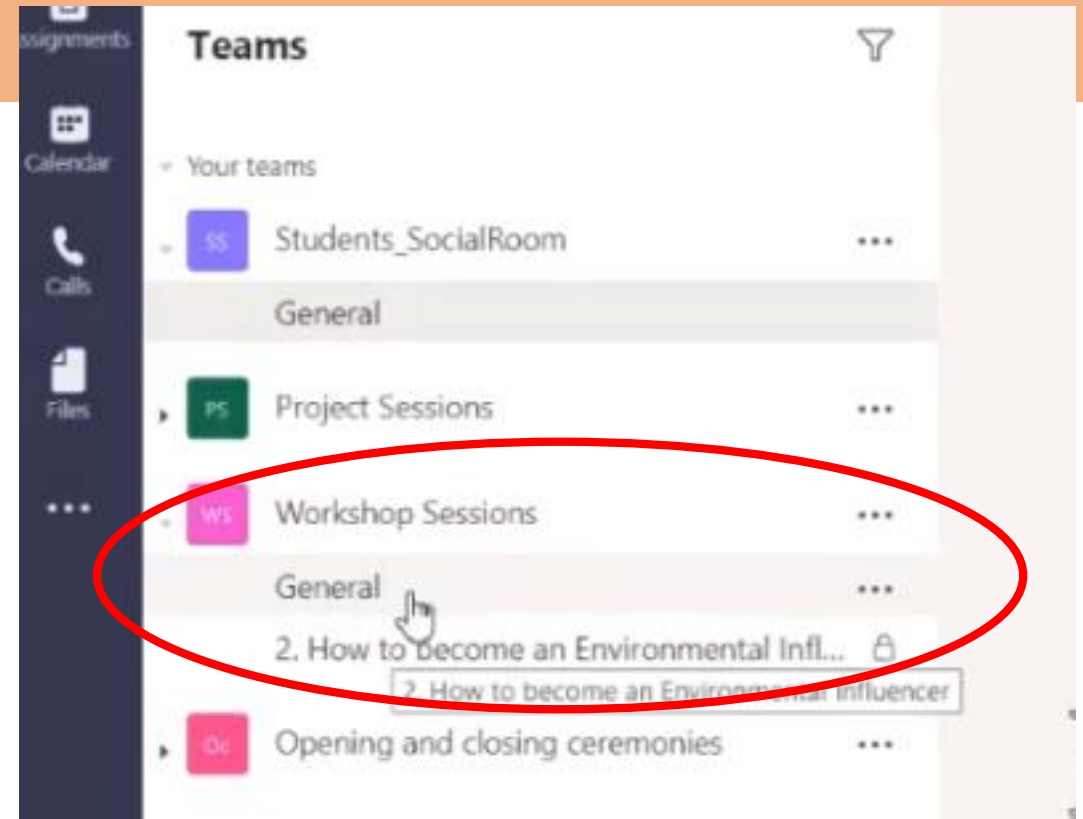 ssignments
Teams
Calendar
Your teams
SS
Students_SocialRoom
...
Calls
General
Files
PS
Project Sessions
...
...
WS
Workshop Sessions
...
General
...
2. How to become an Environmental Infl...
2. How to become an Environmental Influencer
Oc
Opening and closing ceremonies
...